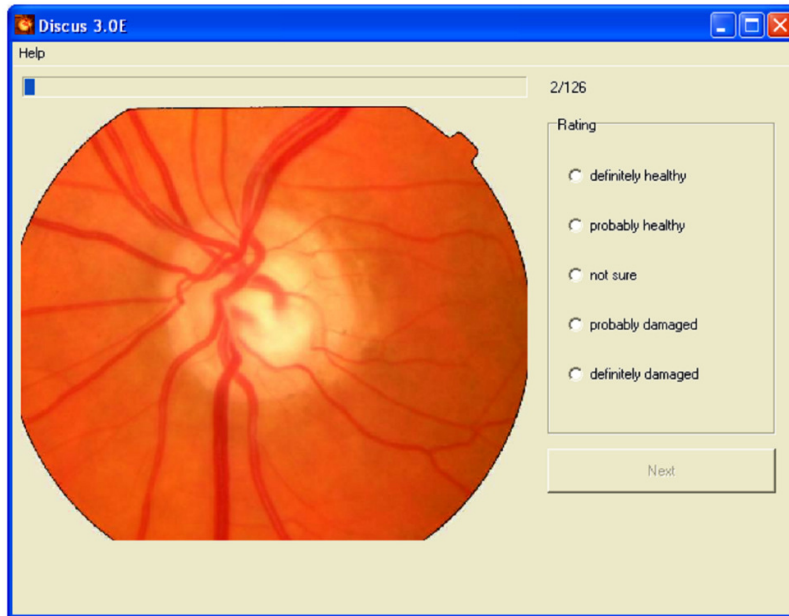 Discus 3.0E
Help
2/126
Rating
definitely healthy
probably healthy
not sure
probably damaged
definitely damaged
Next